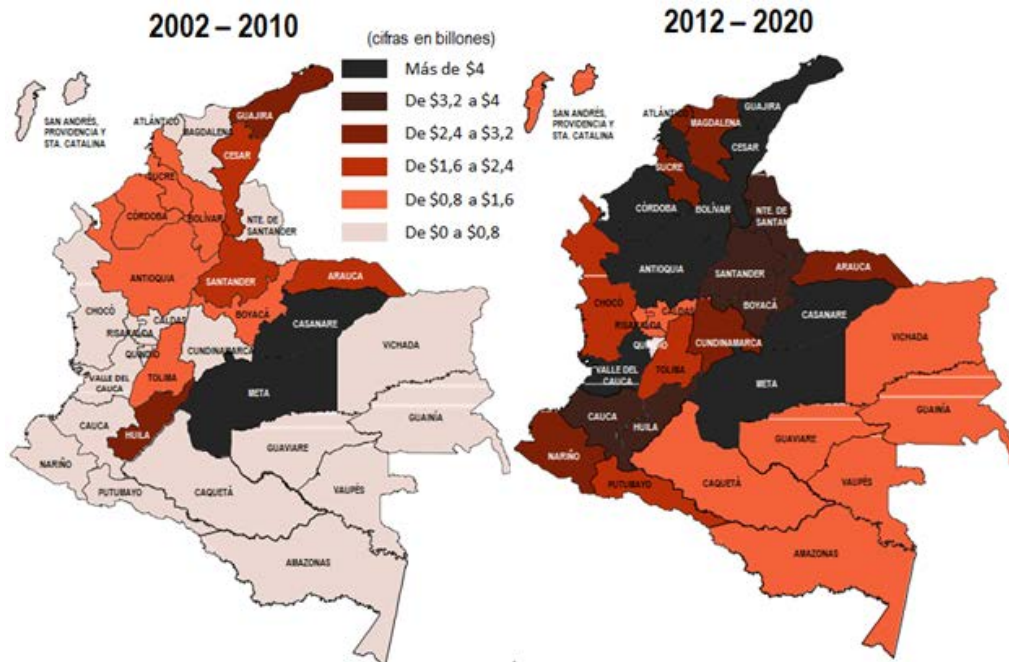 2002 – 2010
(cifras en billones)
Más de $4
De $3,2 a $4
De $2,4 a $3,2
De $1,6 a $2,4
De $0,8 a $1,6
De $0 a $0,8
SAN ANDRÉS,
PROVIDENCIA Y
STA. CATALINA
ATLÁNTICO
MAGDALENA
GUAJIRA
CESAR
SUCRE
CÓRDOBA
BOLÍVAR
NTE. DE
SANTANDER
ANTIOQUIA
SANTANDER
ARAUCA
CHOCÓ
CALDAS
BOYACÁ
CASANARE
RISARALDA
QUINDÍO
CUNDINAMARCA
VICHADA
VALLE DEL
CAUCA
TOLIMA
META
GUAINÍA
CAUCA
HUILA
GUAVIARE
NARIÑO
PUTUMAYO
CAQUETÁ
VAUPÉS
AMAZONAS
2012 – 2020
SAN ANDRÉS,
PROVIDENCIA Y
STA. CATALINA
ATLÁNTICO
MAGDALENA
GUAJIRA
CESAR
SUCRE
CÓRDOBA
BOLÍVAR
NTE. DE
ANTIOQUIA
SANTANDER
ARAUCA
CHOCÓ
CALDAS
BOYACÁ
CASANARE
RISARALDA
CUNDINAMARCA
VICHADA
VALLE DEL
CAUCA
TOLIMA
META
GUAINÍA
CAUCA
HUILA
GUAVIARE
NARIÑO
PUTUMAYO
CAQUETÁ
VAUPÉS
AMAZONAS